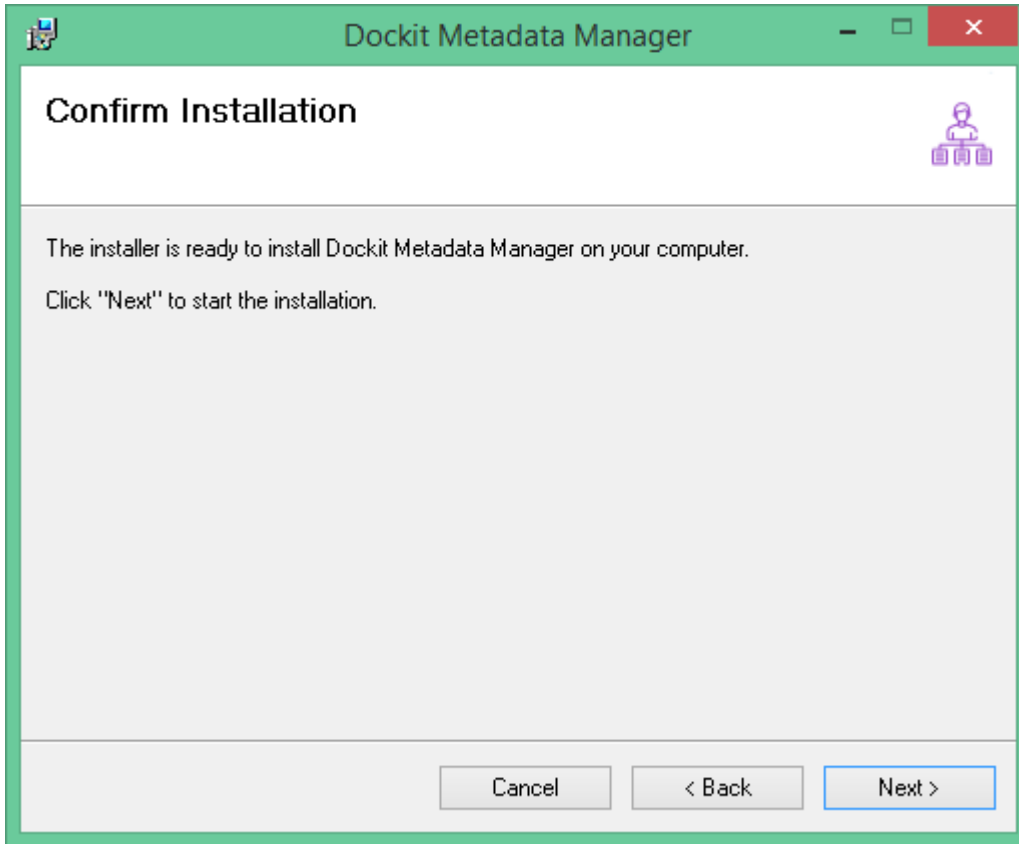 Dockit Metadata Manager
Confirm Installation
The installer is ready to install Dockit Metadata Manager on your computer.
Click "Next" to start the installation.
Cancel
< Back
Next >